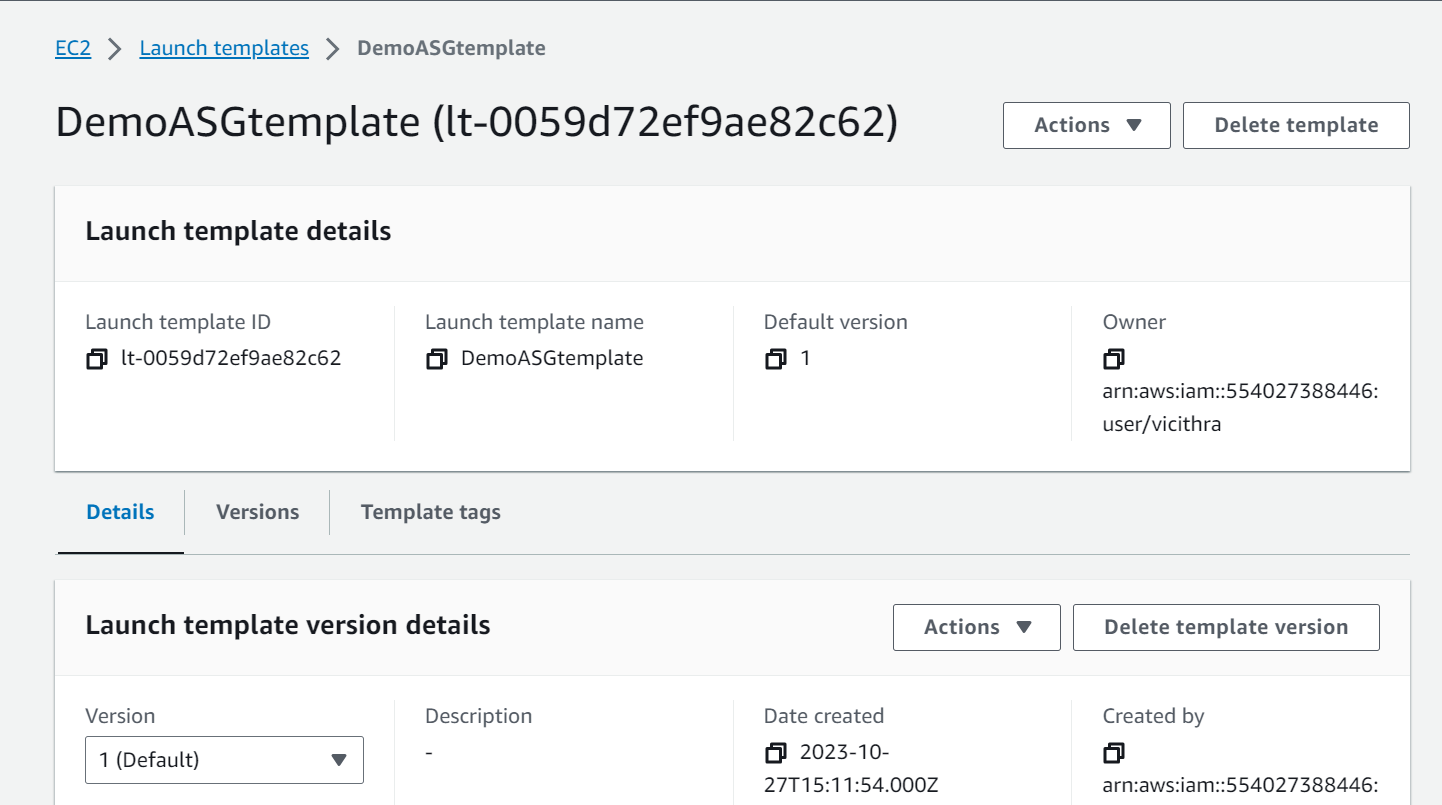 EC2 > Launch templates > DemoASGtemplate
DemoASGtemplate (lt-0059d72ef9ae82c62)
Actions ▼
Delete template
Launch template details
Launch template ID
lt-0059d72ef9ae82c62
Launch template name
DemoASGtemplate
Default version
1
Owner
arn:aws:iam::554027388446:
user/vicithra
Details
Versions
Template tags
Launch template version details
Actions ▼
Delete template version
Version
1 (Default)
Description
-
Date created
2023-10-
27T15:11:54.000Z
Created by
arn:aws:iam::554027388446: